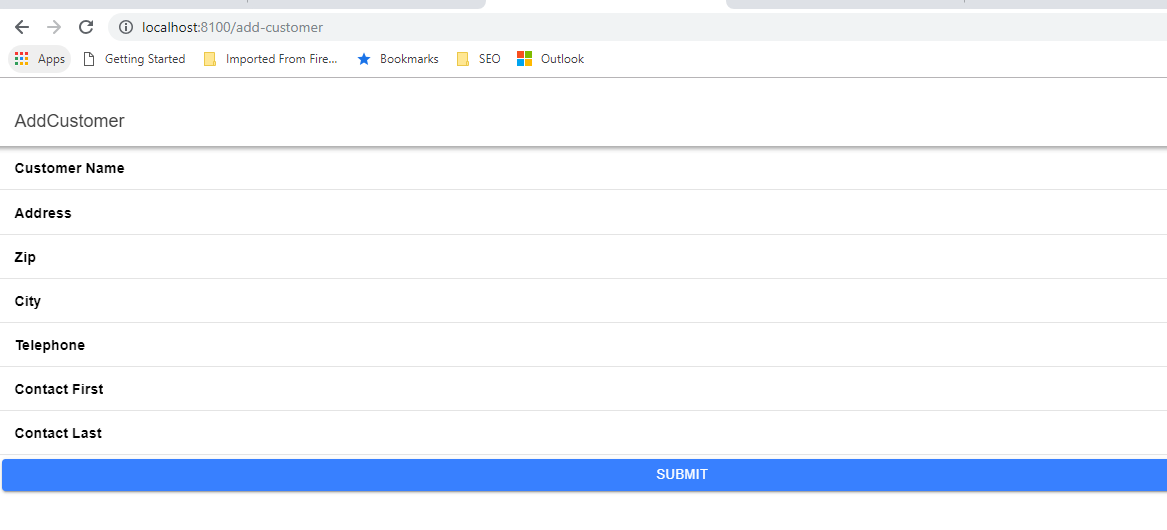 localhost:8100/add-customer
Apps Getting Started Imported From Fire... Bookmarks SEO Outlook
AddCustomer
Customer Name
Address
Zip
City
Telephone
Contact First
Contact Last
SUBMIT